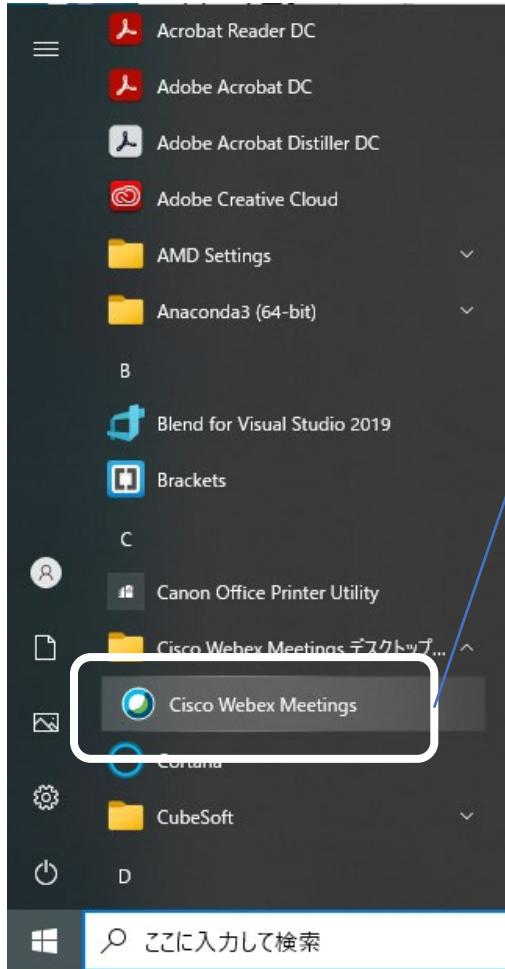 Acrobat Reader DC
Adobe Acrobat DC
Adobe Acrobat Distiller DC
Adobe Creative Cloud
AMD Settings
Anaconda3 (64-bit)
B
Blend for Visual Studio 2019
Brackets
C
Canon Office Printer Utility
Cisco Webex Meetings デスクトップ...
Cisco Webex Meetings
Cortana
CubeSoft
D
ここに入力して検索